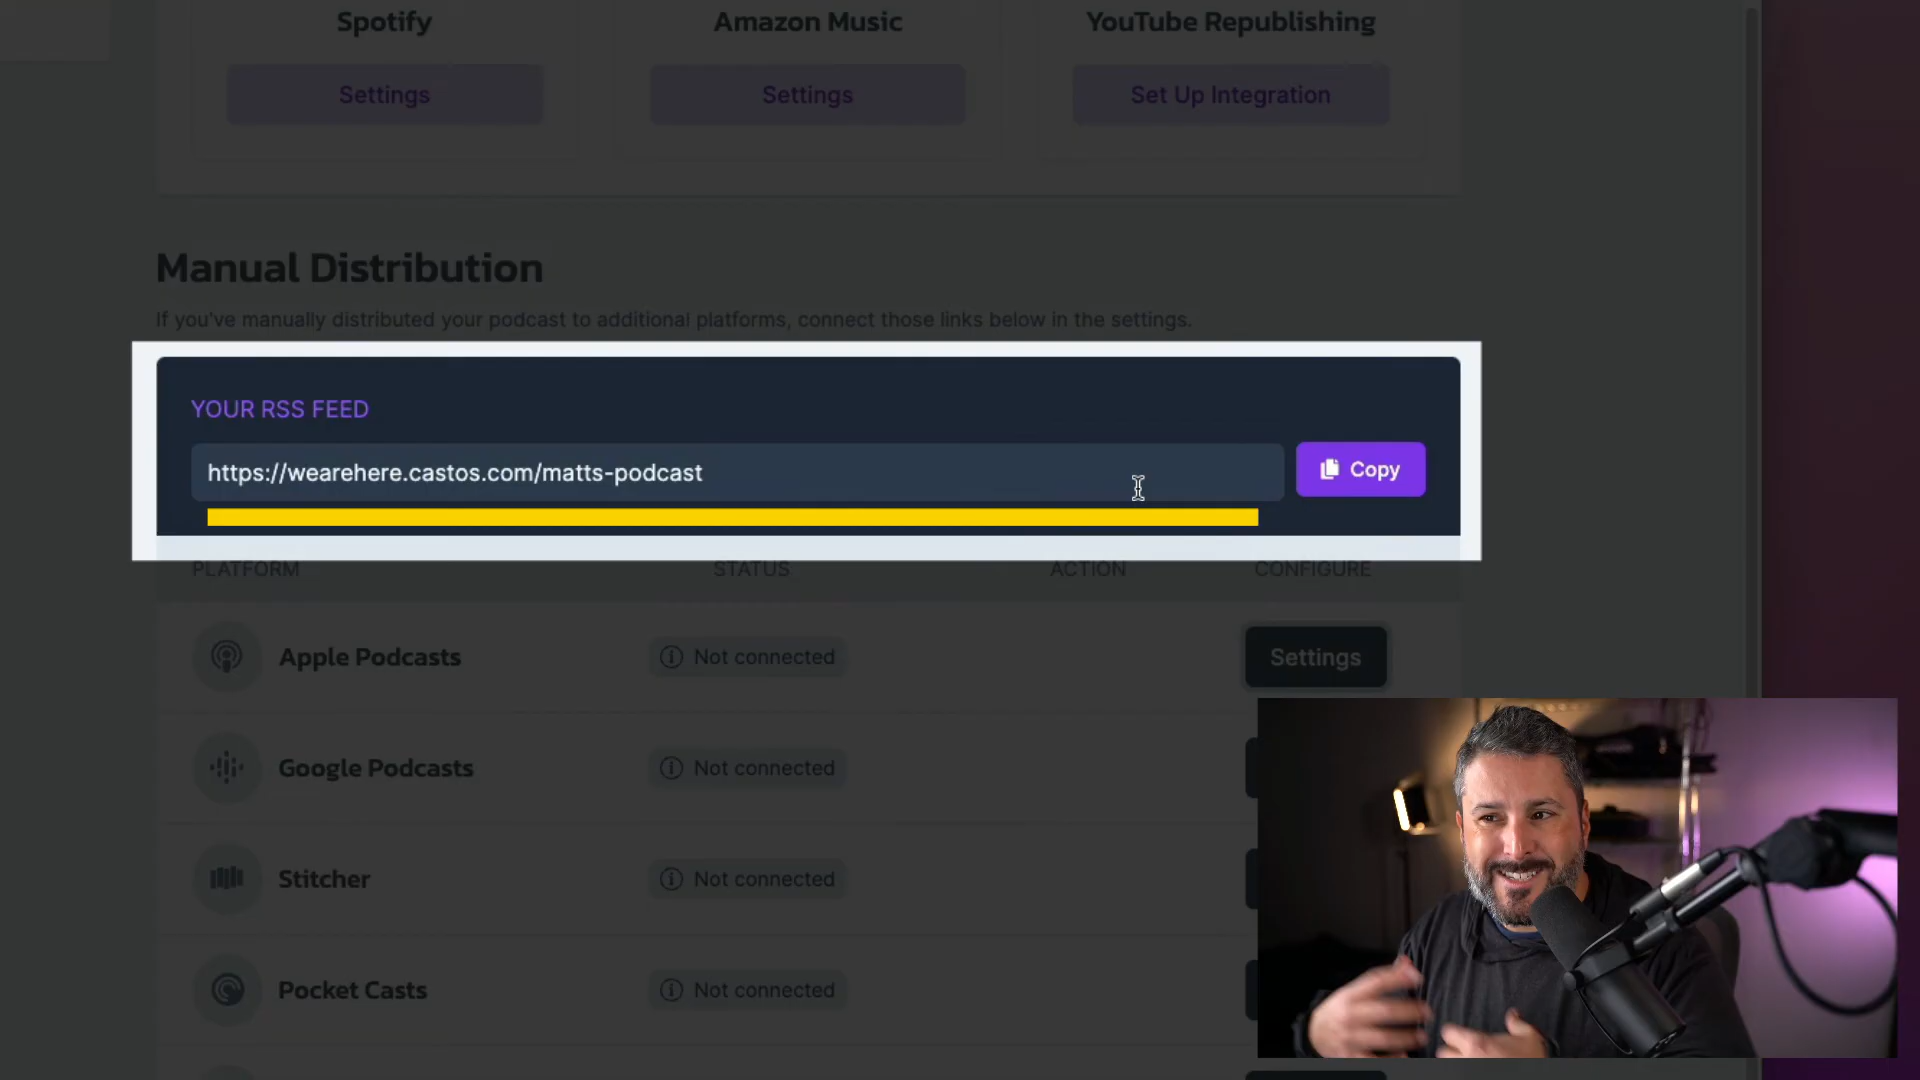 Spotify
Amazon Music
YouTube Republishing
Settings
Settings
Set Up Integration
Manual Distribution
If you've manually distributed your podcast to additional platforms, connect those links below in the settings.
YOUR RSS FEED
https://wearehere.castos.com/matts-podcast
Copy
PLATFORM
STATUS
ACTION
CONFIGURE
Apple Podcasts
Not connected
Settings
Google Podcasts
Not connected
Stitcher
Not connected
Pocket Casts
Not connected